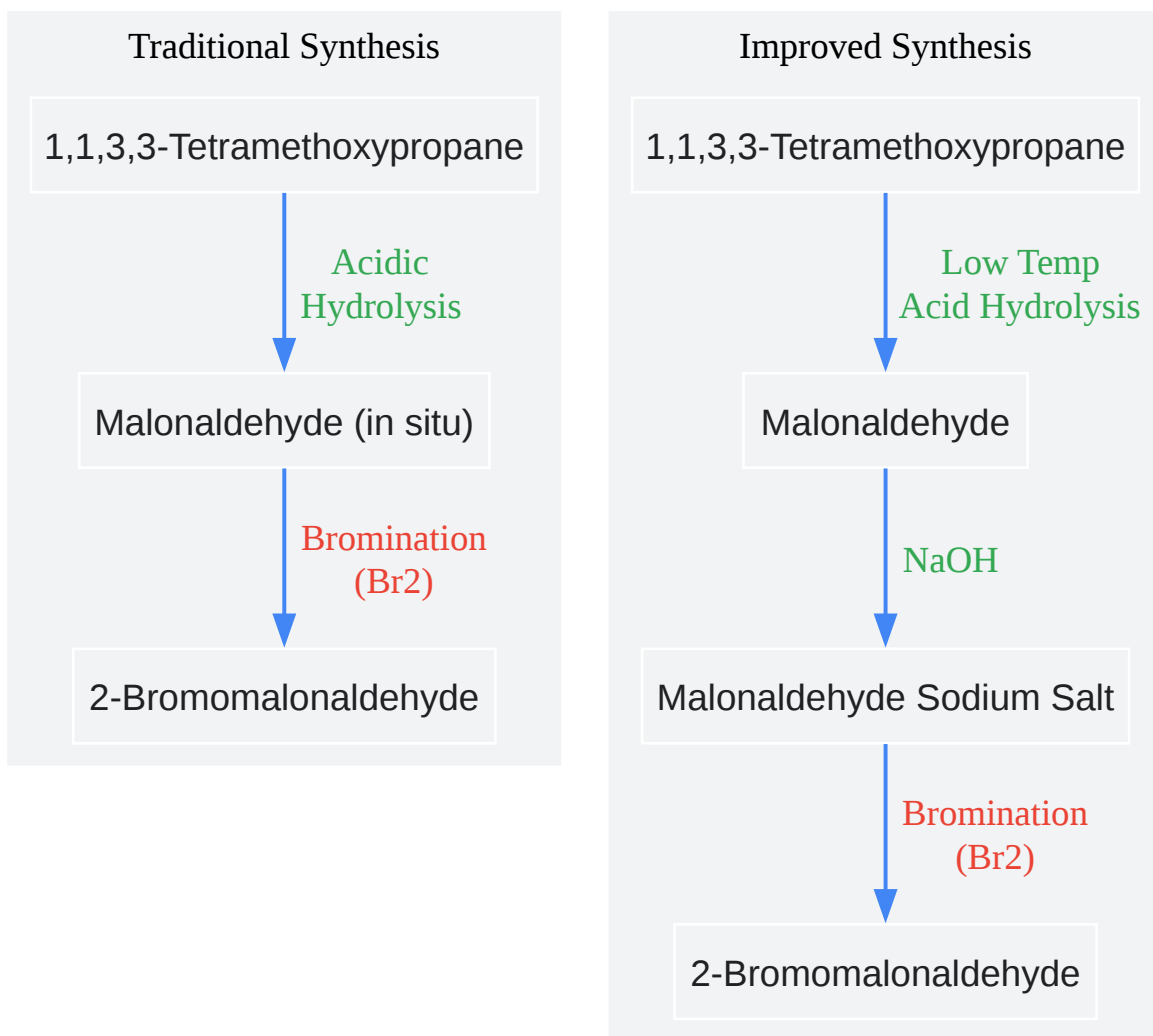 Traditional Synthesis
1,1,3,3-Tetramethoxypropane
Acidic
Hydrolysis
Malonaldehyde (in situ)
Bromination
(Br2)
2-Bromomalonaldehyde
Improved Synthesis
1,1,3,3-Tetramethoxypropane
Low Temp
Acid Hydrolysis
Malonaldehyde
NaOH
Malonaldehyde Sodium Salt
Bromination
(Br2)
2-Bromomalonaldehyde